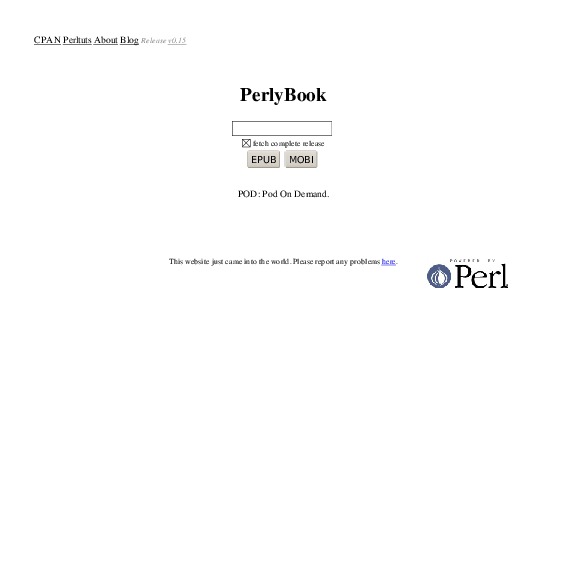 CPAN Perltuts About Blog Release v0.15
PerlyBook
fetch complete release
EPUB MOBI
POD: Pod On Demand.
This website just came into the world. Please report any problems here.
POWERED BY
Perl